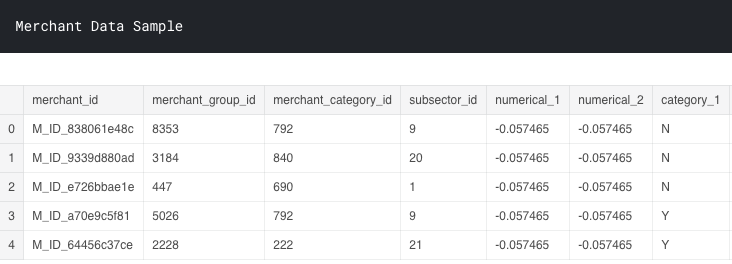 Merchant Data Sample
merchant_id merchant_group_id merchant_category_id subsector_id numerical_1 numerical_2 category_1
0 M_ID_838061e48c 8353 792 9 -0.057465 -0.057465 N
1 M_ID_9339d880ad 3184 840 20 -0.057465 -0.057465 N
2 M_ID_e726bbae1e 447 690 1 -0.057465 -0.057465 N
3 M_ID_a70e9c5f81 5026 792 9 -0.057465 -0.057465 Y
4 M_ID_64456c37ce 2228 222 21 -0.057465 -0.057465 Y